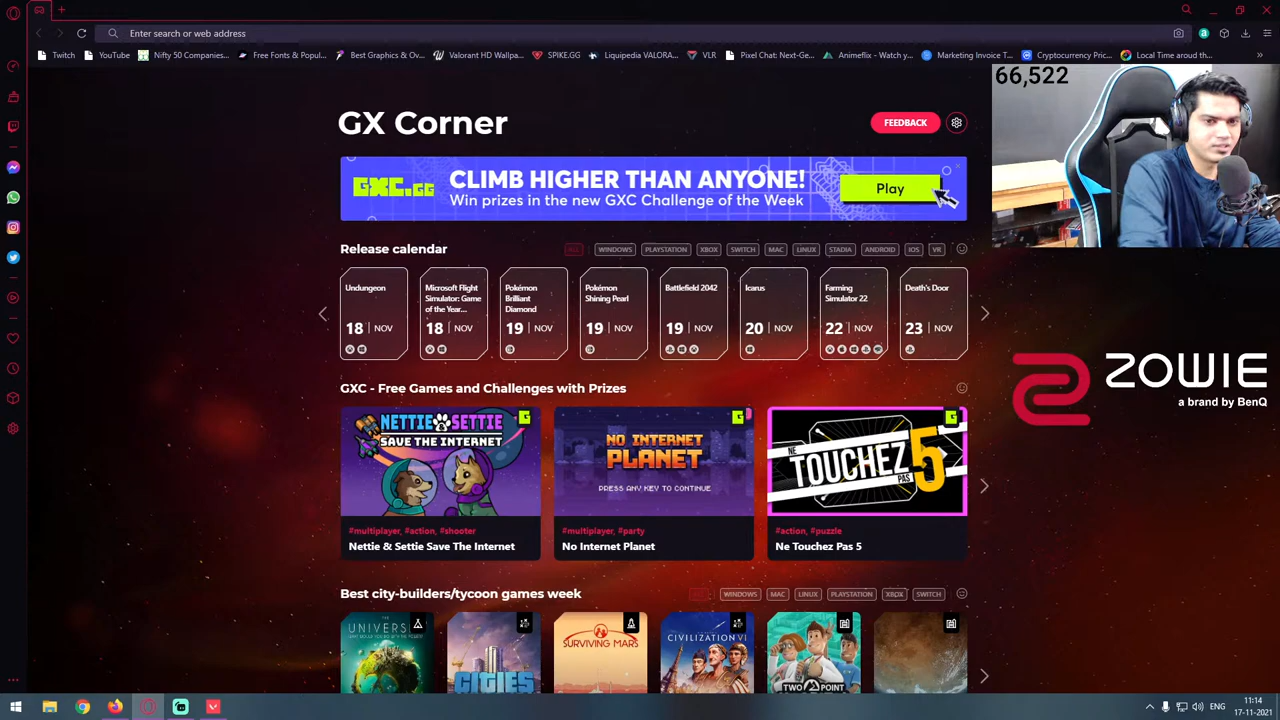 Enter search or web address
Twitch
YouTube
Nifty 50 Companies...
Free Fonts & Popul...
Best Graphics & Ov...
Valorant HD Wallpa...
SPIKE.GG
Liquipedia VALORA...
VLR
Pixel Chat: Next-Ge...
Animeflix - Watch y...
Marketing Invoice T...
Cryptocurrency Pric...
Local Time aroud th...
66,522
GX Corner
FEEDBACK
GXC.GG
CLIMB HIGHER THAN ANYONE!
Win prizes in the new GXC Challenge of the Week
Play
Release calendar
ALL WINDOWS PLAYSTATION XBOX SWITCH MAC LINUX STADIA ANDROID IOS VR
Undungeon
18 | NOV
Microsoft Flight
Simulator: Game
of the Year...
18 | NOV
Pokémon
Brilliant
Diamond
19 | NOV
Pokémon
Shining Pearl
19 | NOV
Battlefield 2042
19 | NOV
Icarus
20 | NOV
Farming
Simulator 22
22 | NOV
Death's Door
23 | NOV
ZOWIE
a brand by BenQ
GXC - Free Games and Challenges with Prizes
NETTIE & SETTIE
SAVE THE INTERNET
#multiplayer, #action, #shooter
Nettie & Settie Save The Internet
NO INTERNET
PLANET
PRESS ANY KEY TO CONTINUE
#multiplayer, #party
No Internet Planet
NE
TOUCHEZ
PAS
5
#action, #puzzle
Ne Touchez Pas 5
Best city-builders/tycoon games week
ALL WINDOWS MAC LINUX PLAYSTATION XBOX SWITCH
THE
UNIVERS
CITIES
SURVIVING MARS
CIVILIZATION VI
TWO POINT
ENG
11:14
17-11-2021